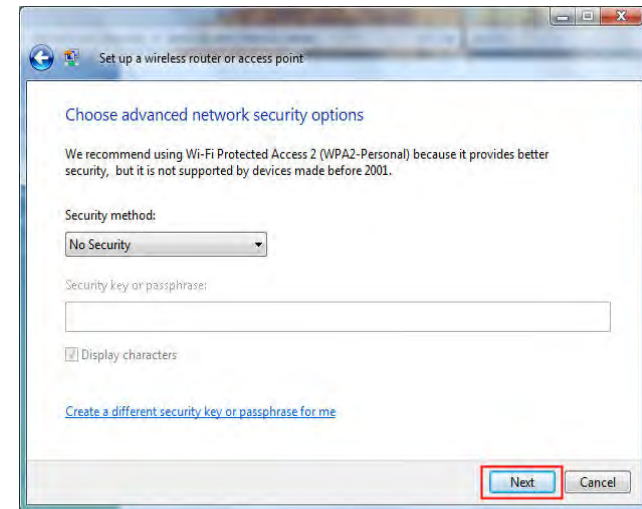 Set up a wireless router or access point
Choose advanced network security options
We recommend using Wi-Fi Protected Access 2 (WPA2-Personal) because it provides better
security, but it is not supported by devices made before 2001.
Security method:
No Security
Security key or passphrase:
Display characters
Create a different security key or passphrase for me
Next
Cancel